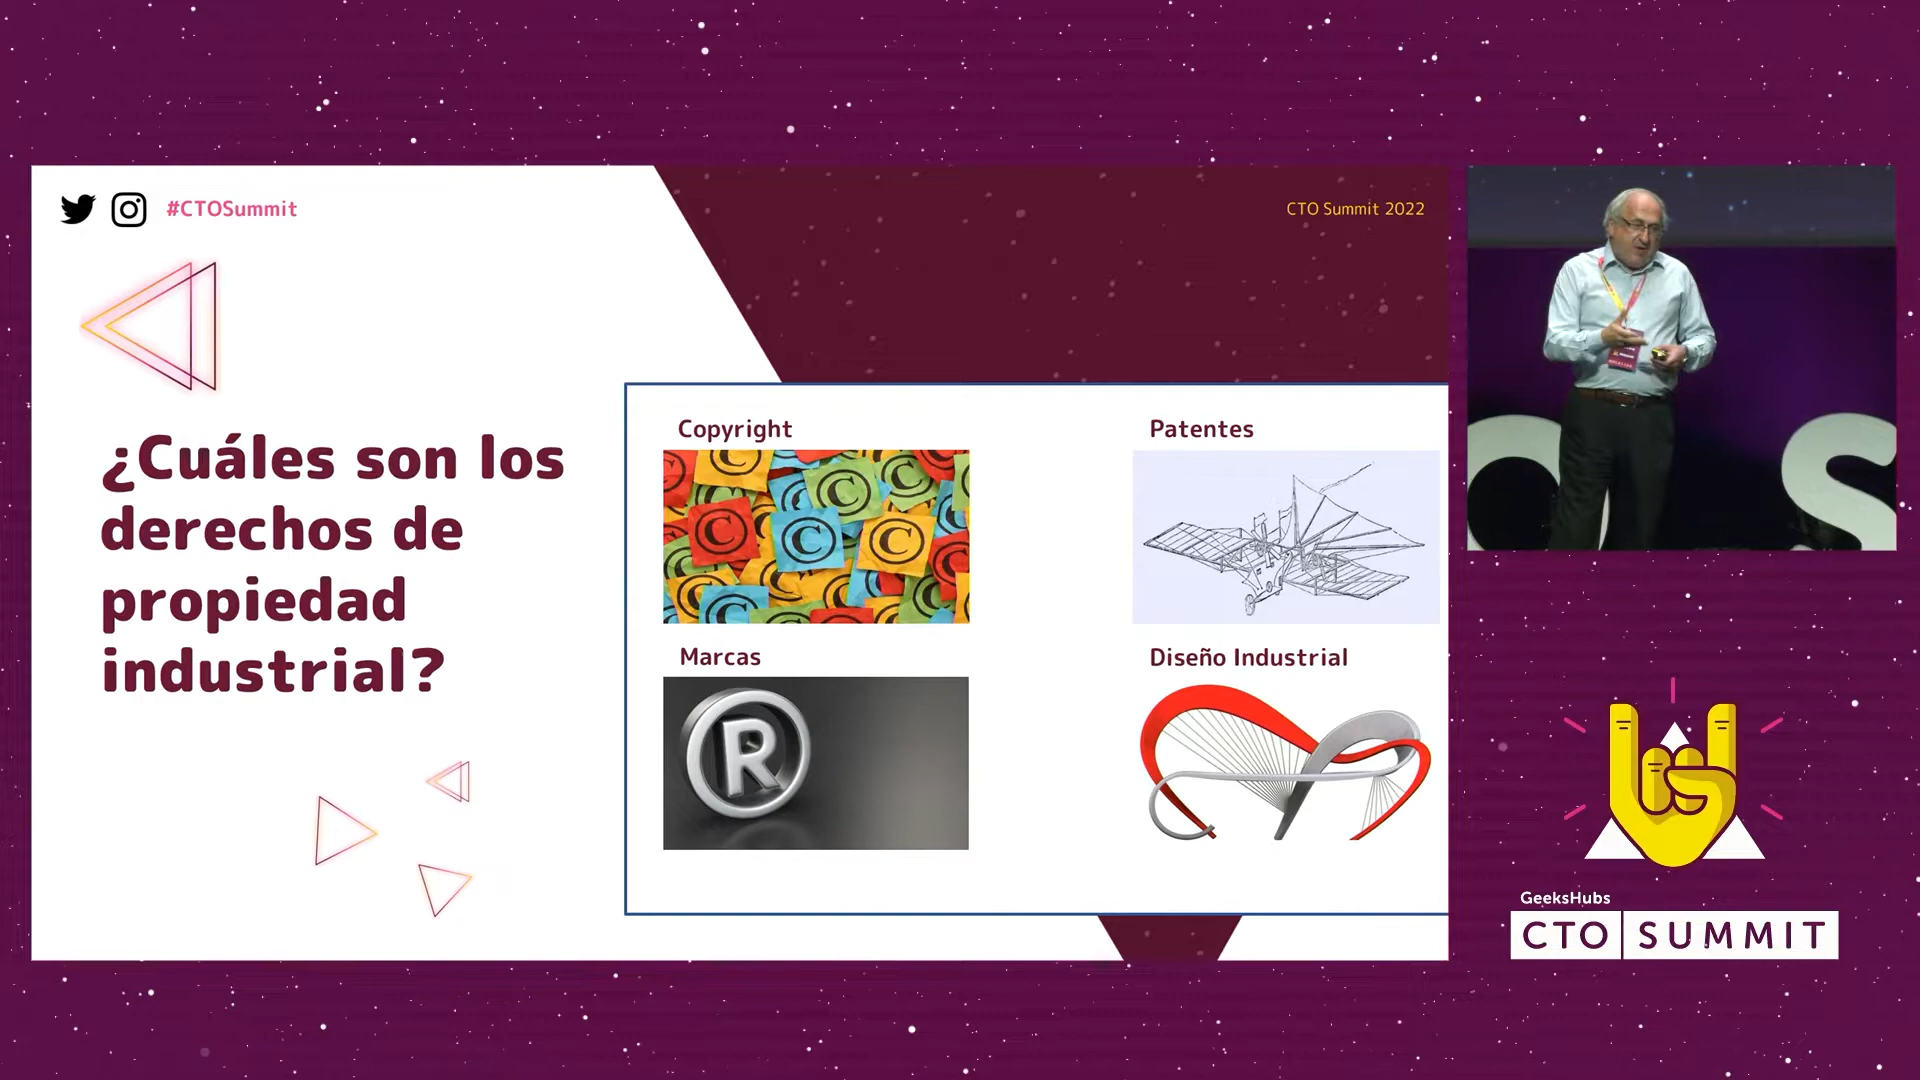 #CTOSummit
CTO Summit 2022
¿Cuáles son los
derechos de
propiedad
industrial?
Copyright
Patentes
Marcas
Diseño Industrial
R
GeeksHubs
CTO SUMMIT